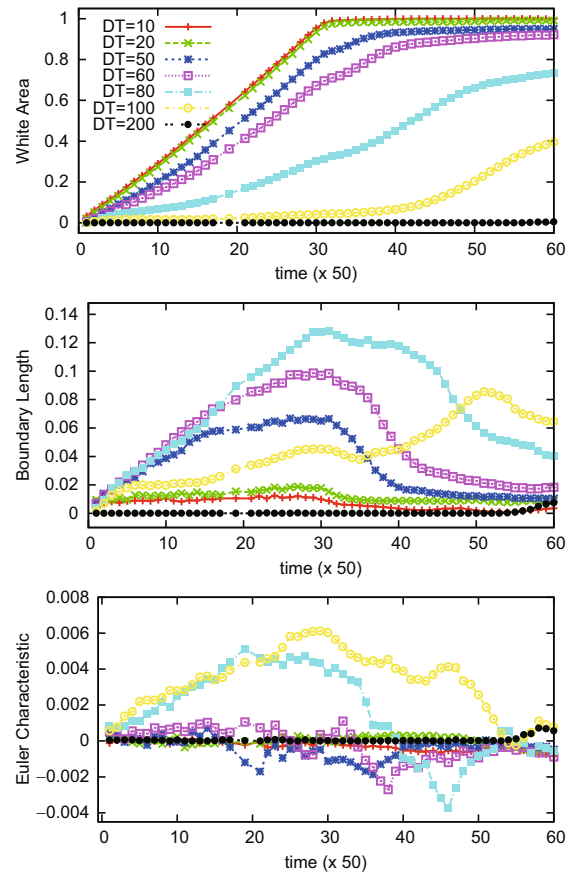 DT=10
DT=20
DT=50
DT=60
DT=80
DT=100
DT=200
White Area
1
0.8
0.6
0.4
0.2
0
0 10 20 30 40 50 60
time (x 50)
Boundary Length
0.14
0.12
0.1
0.08
0.06
0.04
0.02
0
0 10 20 30 40 50 60
time (x 50)
Euler Characteristic
0.008
0.006
0.004
0.002
0
−0.002
−0.004
0 10 20 30 40 50 60
time (x 50)